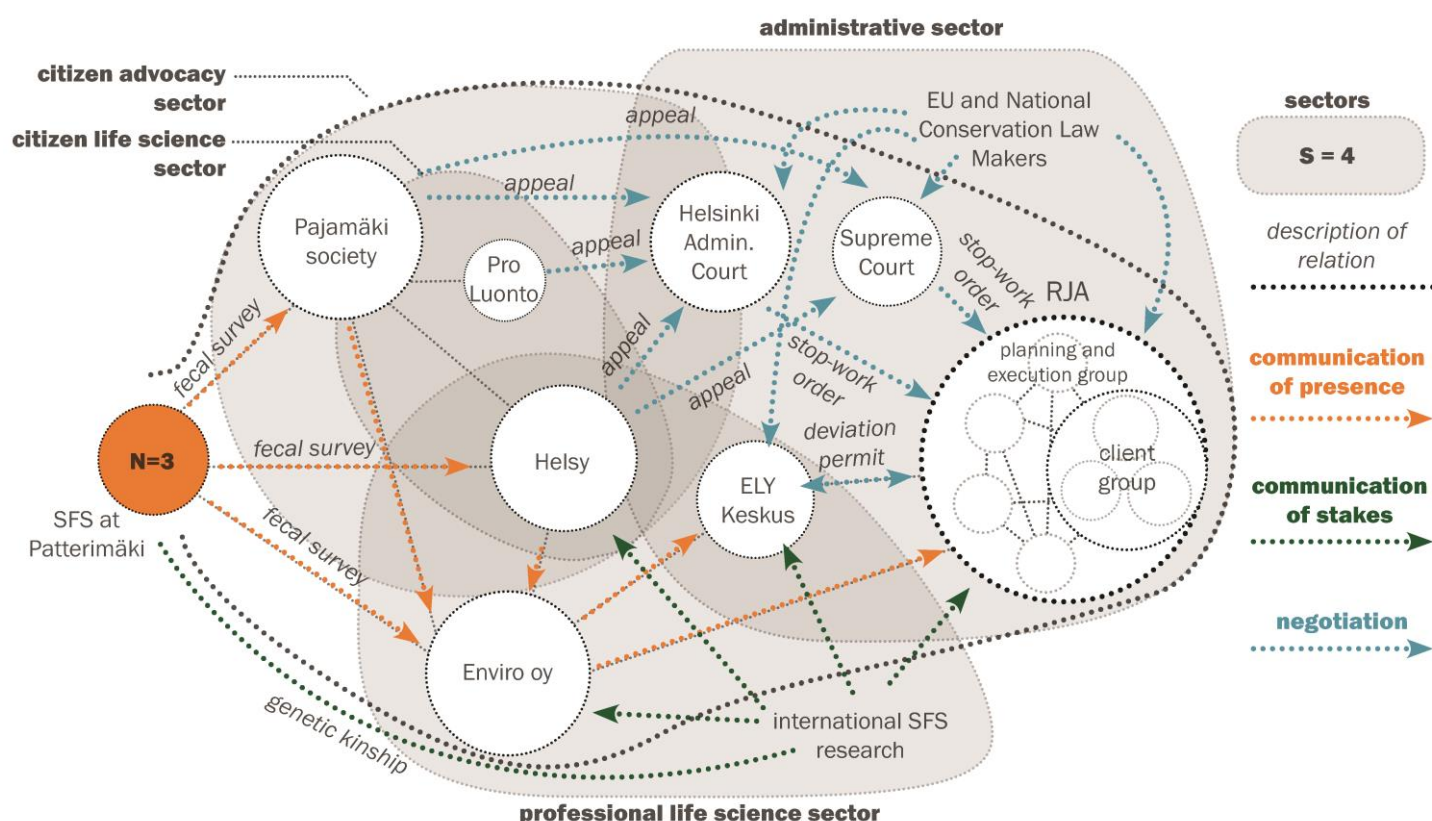 administrative sector
citizen advocacy
sector
citizen life science
sector
appeal
EU and National
Conservation Law
Makers
sectors
S = 4
appeal
Pajamäki
society
Pro
Luonto
appeal
Helsinki
Admin.
Court
Supreme
Court
stop-work
order
description of
relation
RJA
fecal survey
appeal
appeal
stop-work
order
planning and
execution group
communication
of presence
N=3
fecal survey
Helsy
deviation
permit
client
group
ELY
Keskus
SFS at
Patterimäki
fecal survey
communication
of stakes
Enviro oy
negotiation
genetic kinship
international SFS
research
professional life science sector